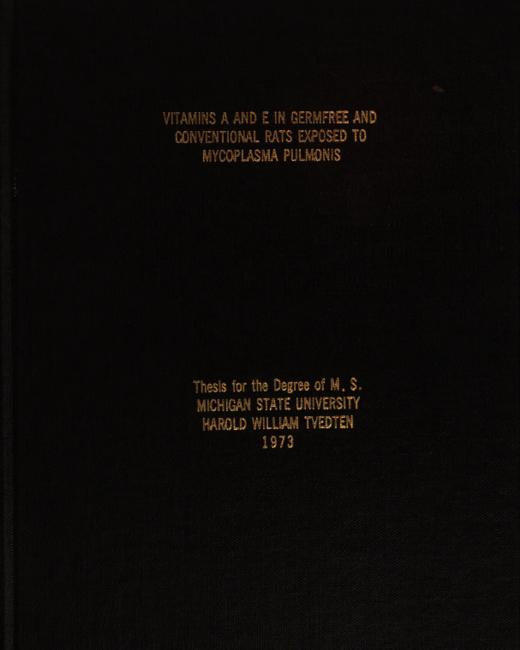 VITAMINS A AND E IN GERMFREE AND
CONVENTIONAL RATS EXPOSED TO
MYCOPLASMA PULMONIS
Thesis for the Degree of M. S.
MICHIGAN STATE UNIVERSITY
HAROLD WILLIAM TVEDTEN
1973